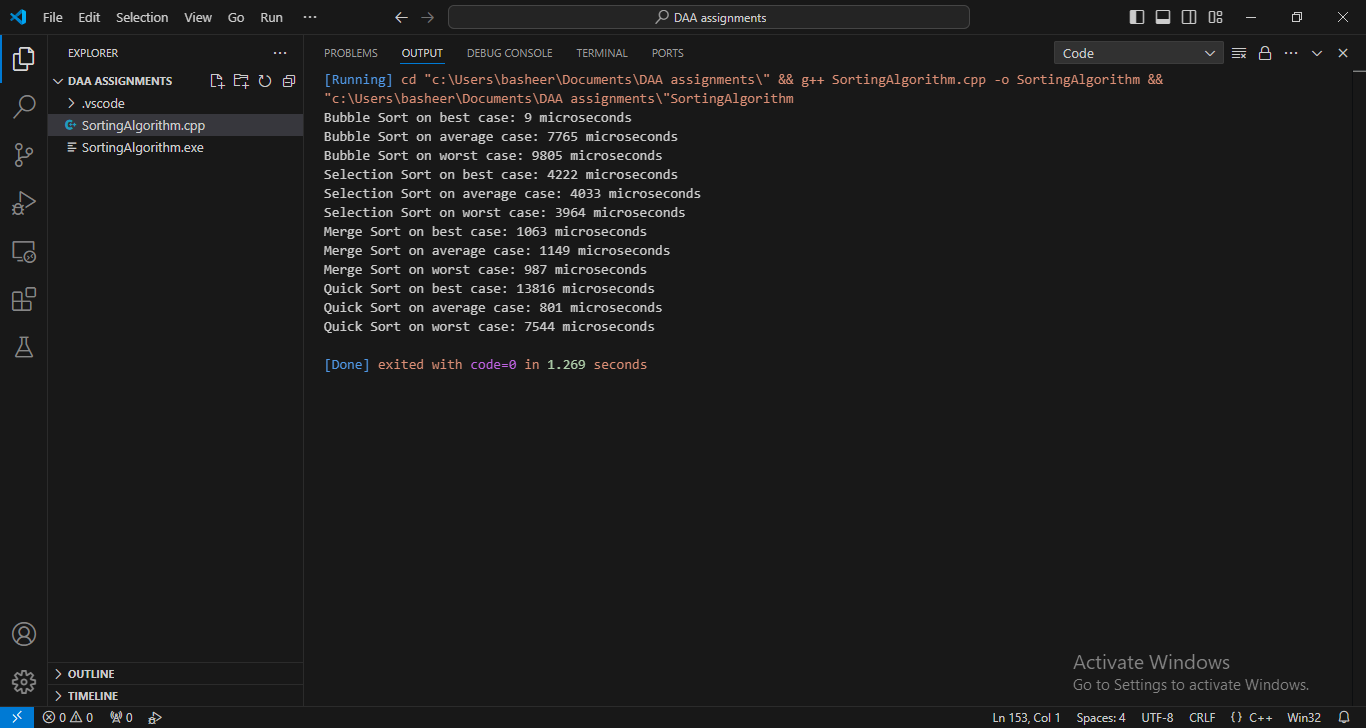 File Edit Selection View Go Run ··· DAA assignments
EXPLORER ···
DAA ASSIGNMENTS
.vscode
SortingAlgorithm.cpp
SortingAlgorithm.exe
OUTLINE
TIMELINE
PROBLEMS OUTPUT DEBUG CONSOLE TERMINAL PORTS Code ···
[Running] cd "c:\Users\basheer\Documents\DAA assignments\" && g++ SortingAlgorithm.cpp -o SortingAlgorithm &&
"c:\Users\basheer\Documents\DAA assignments\"SortingAlgorithm
Bubble Sort on best case: 9 microseconds
Bubble Sort on average case: 7765 microseconds
Bubble Sort on worst case: 9805 microseconds
Selection Sort on best case: 4222 microseconds
Selection Sort on average case: 4033 microseconds
Selection Sort on worst case: 3964 microseconds
Merge Sort on best case: 1063 microseconds
Merge Sort on average case: 1149 microseconds
Merge Sort on worst case: 987 microseconds
Quick Sort on best case: 13816 microseconds
Quick Sort on average case: 801 microseconds
Quick Sort on worst case: 7544 microseconds
[Done] exited with code=0 in 1.269 seconds
Activate Windows
Go to Settings to activate Windows.
0 0 0 Ln 153, Col 1 Spaces: 4 UTF-8 CRLF {} C++ Win32